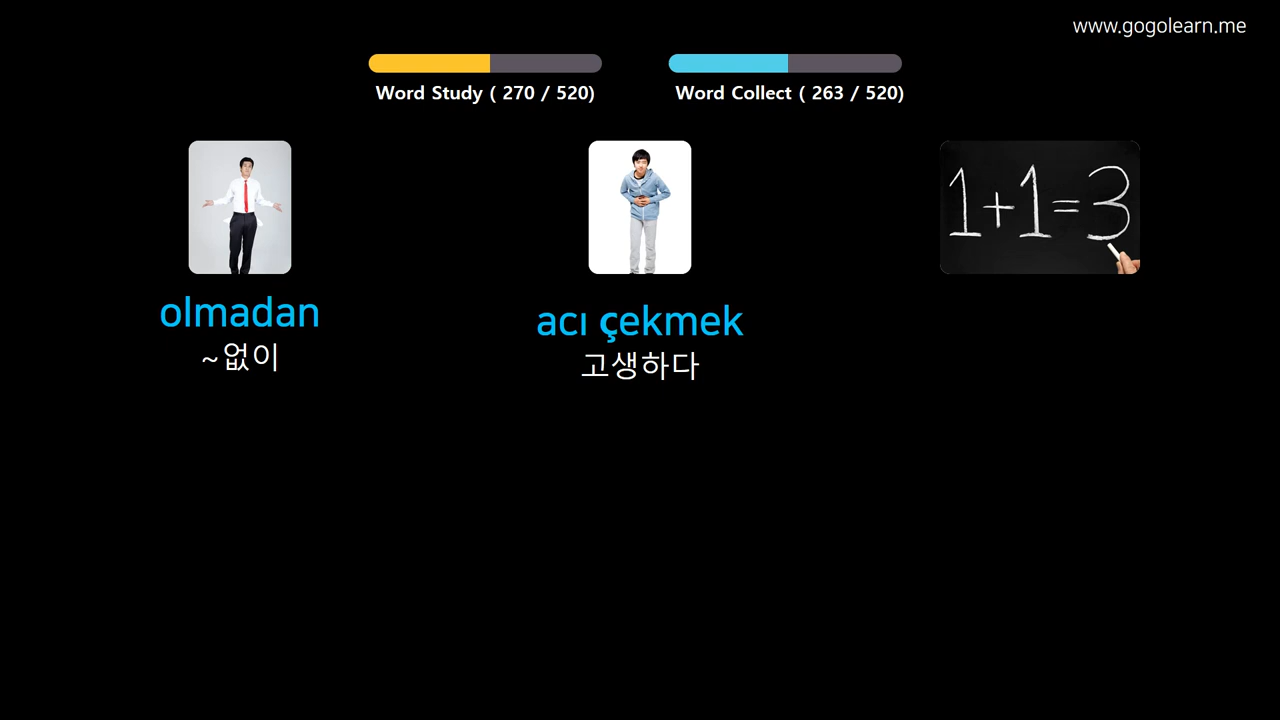 www.gogolearn.me
Word Study ( 270 / 520)
Word Collect ( 263 / 520)
1+1=3
olmadan
~없이
acı çekmek
고생하다